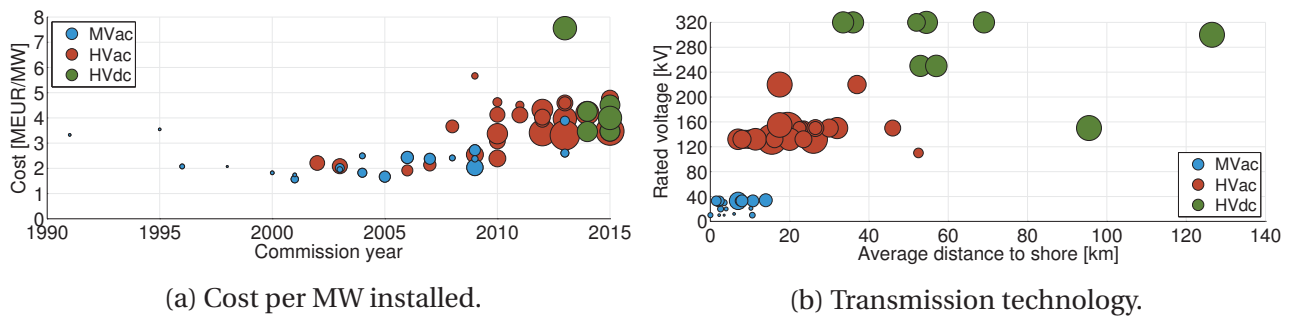 8
7
6
5
4
3
2
1
0
Cost [MEUR/MW]
MVac
HVac
HVdc
1990
1995
2000
2005
2010
2015
Commission year
(a) Cost per MW installed.
320
280
240
200
160
120
80
40
0
Rated voltage [kV]
MVac
HVac
HVdc
0
20
40
60
80
100
120
140
Average distance to shore [km]
(b) Transmission technology.